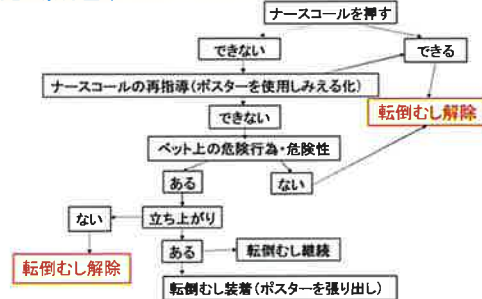 ナースコールを押す
できない
できる
ナースコールの再指導(ポスターを使用しみえる化)
転倒むし解除
できない
ベット上の危険行為・危険性
ある
ない
ない
立ち上がり
ある
転倒むし継続
転倒むし解除
転倒むし装着(ポスターを張り出し)